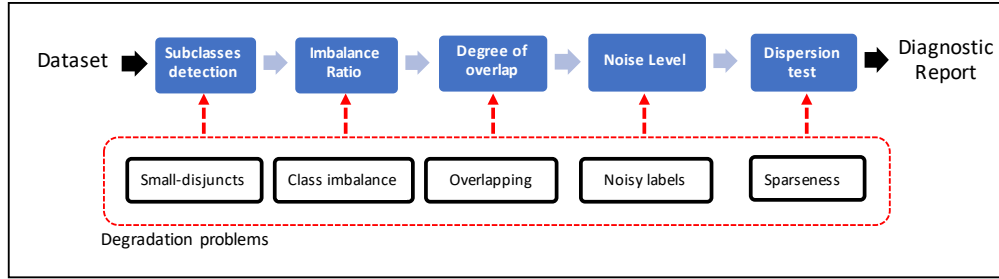 Dataset
Subclasses
detection
Imbalance
Ratio
Degree of
overlap
Noise Level
Dispersion
test
Diagnostic
Report
Small-disjuncts
Class imbalance
Overlapping
Noisy labels
Sparseness
Degradation problems